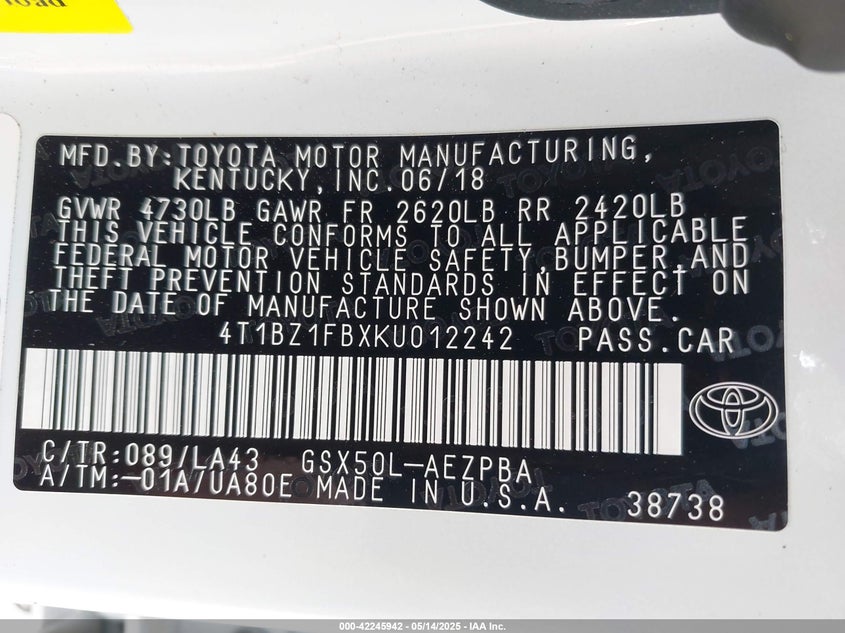 MFD.BY:TOYOTA MOTOR MANUFACTURING,
KENTUCKY,INC.06/18
GVWR 4730LB GAWR FR 2620LB RR 2420LB
THIS VEHICLE CONFORMS TO ALL APPLICABLE
FEDERAL MOTOR VEHICLE SAFETY,BUMPER,AND
THEFT PREVENTION STANDARDS IN EFFECT ON
THE DATE OF MANUFACTURE SHOWN ABOVE.
4T1BZ1FBXKU012242 PASS.CAR
C/TR:089/LA43 GSX50L-AEZPBA
A/TM:-01A/UA80E MADE IN U.S.A. 38738
000-42245942 - 05/14/2025 - IAA Inc.